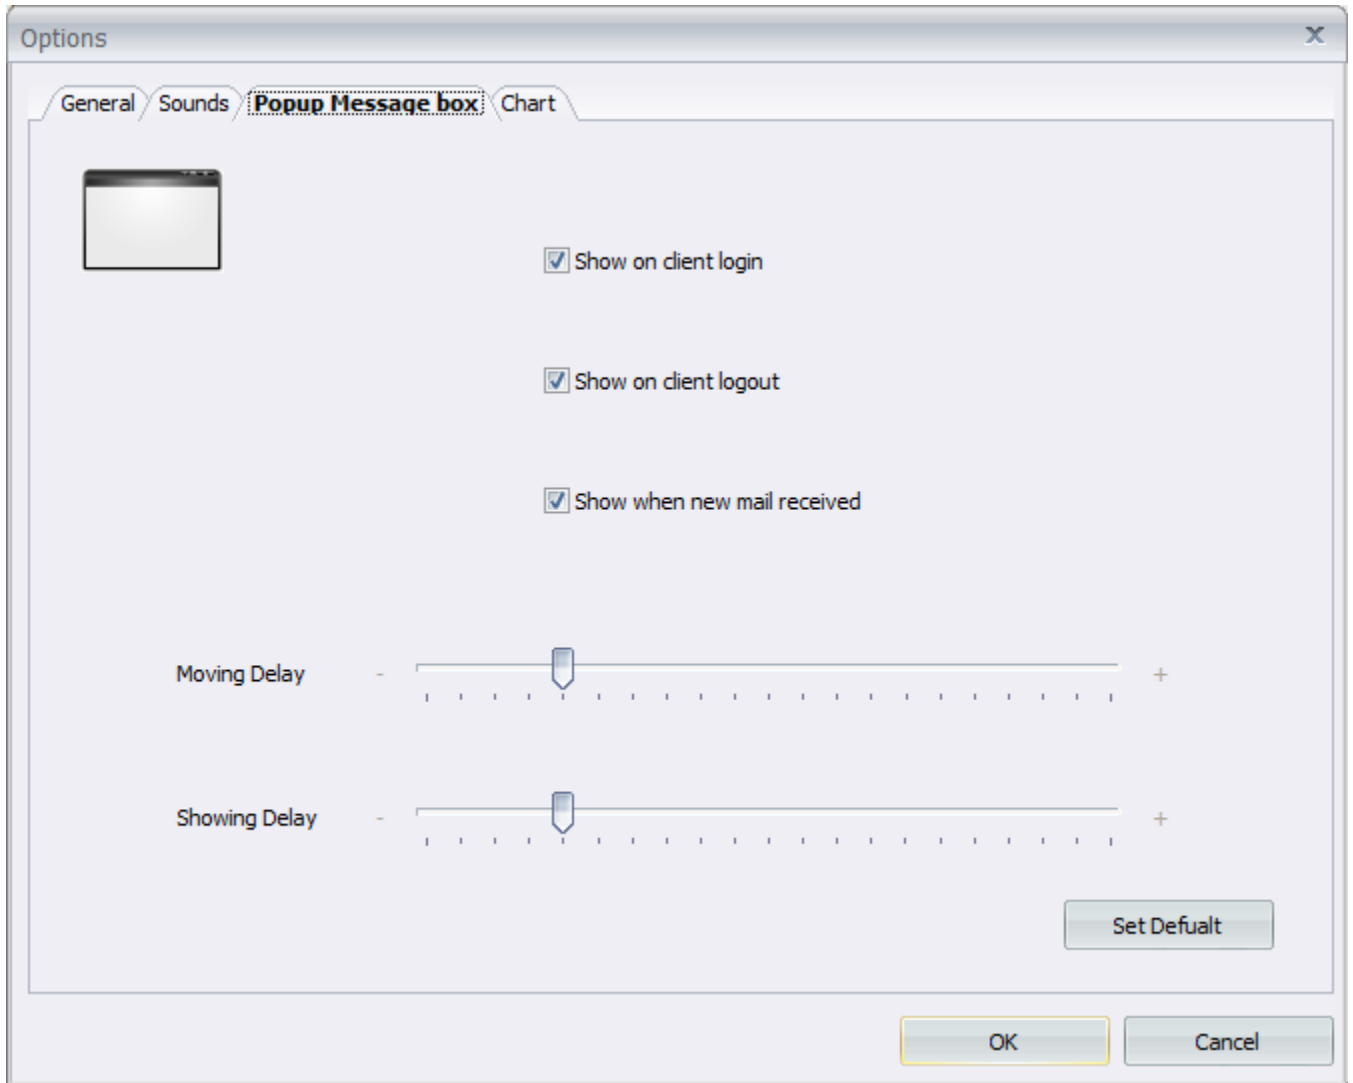 Options x
General Sounds Popup Message box Chart
Show on client login
Show on client logout
Show when new mail received
Moving Delay - +
Showing Delay - +
Set Defualt
OK Cancel